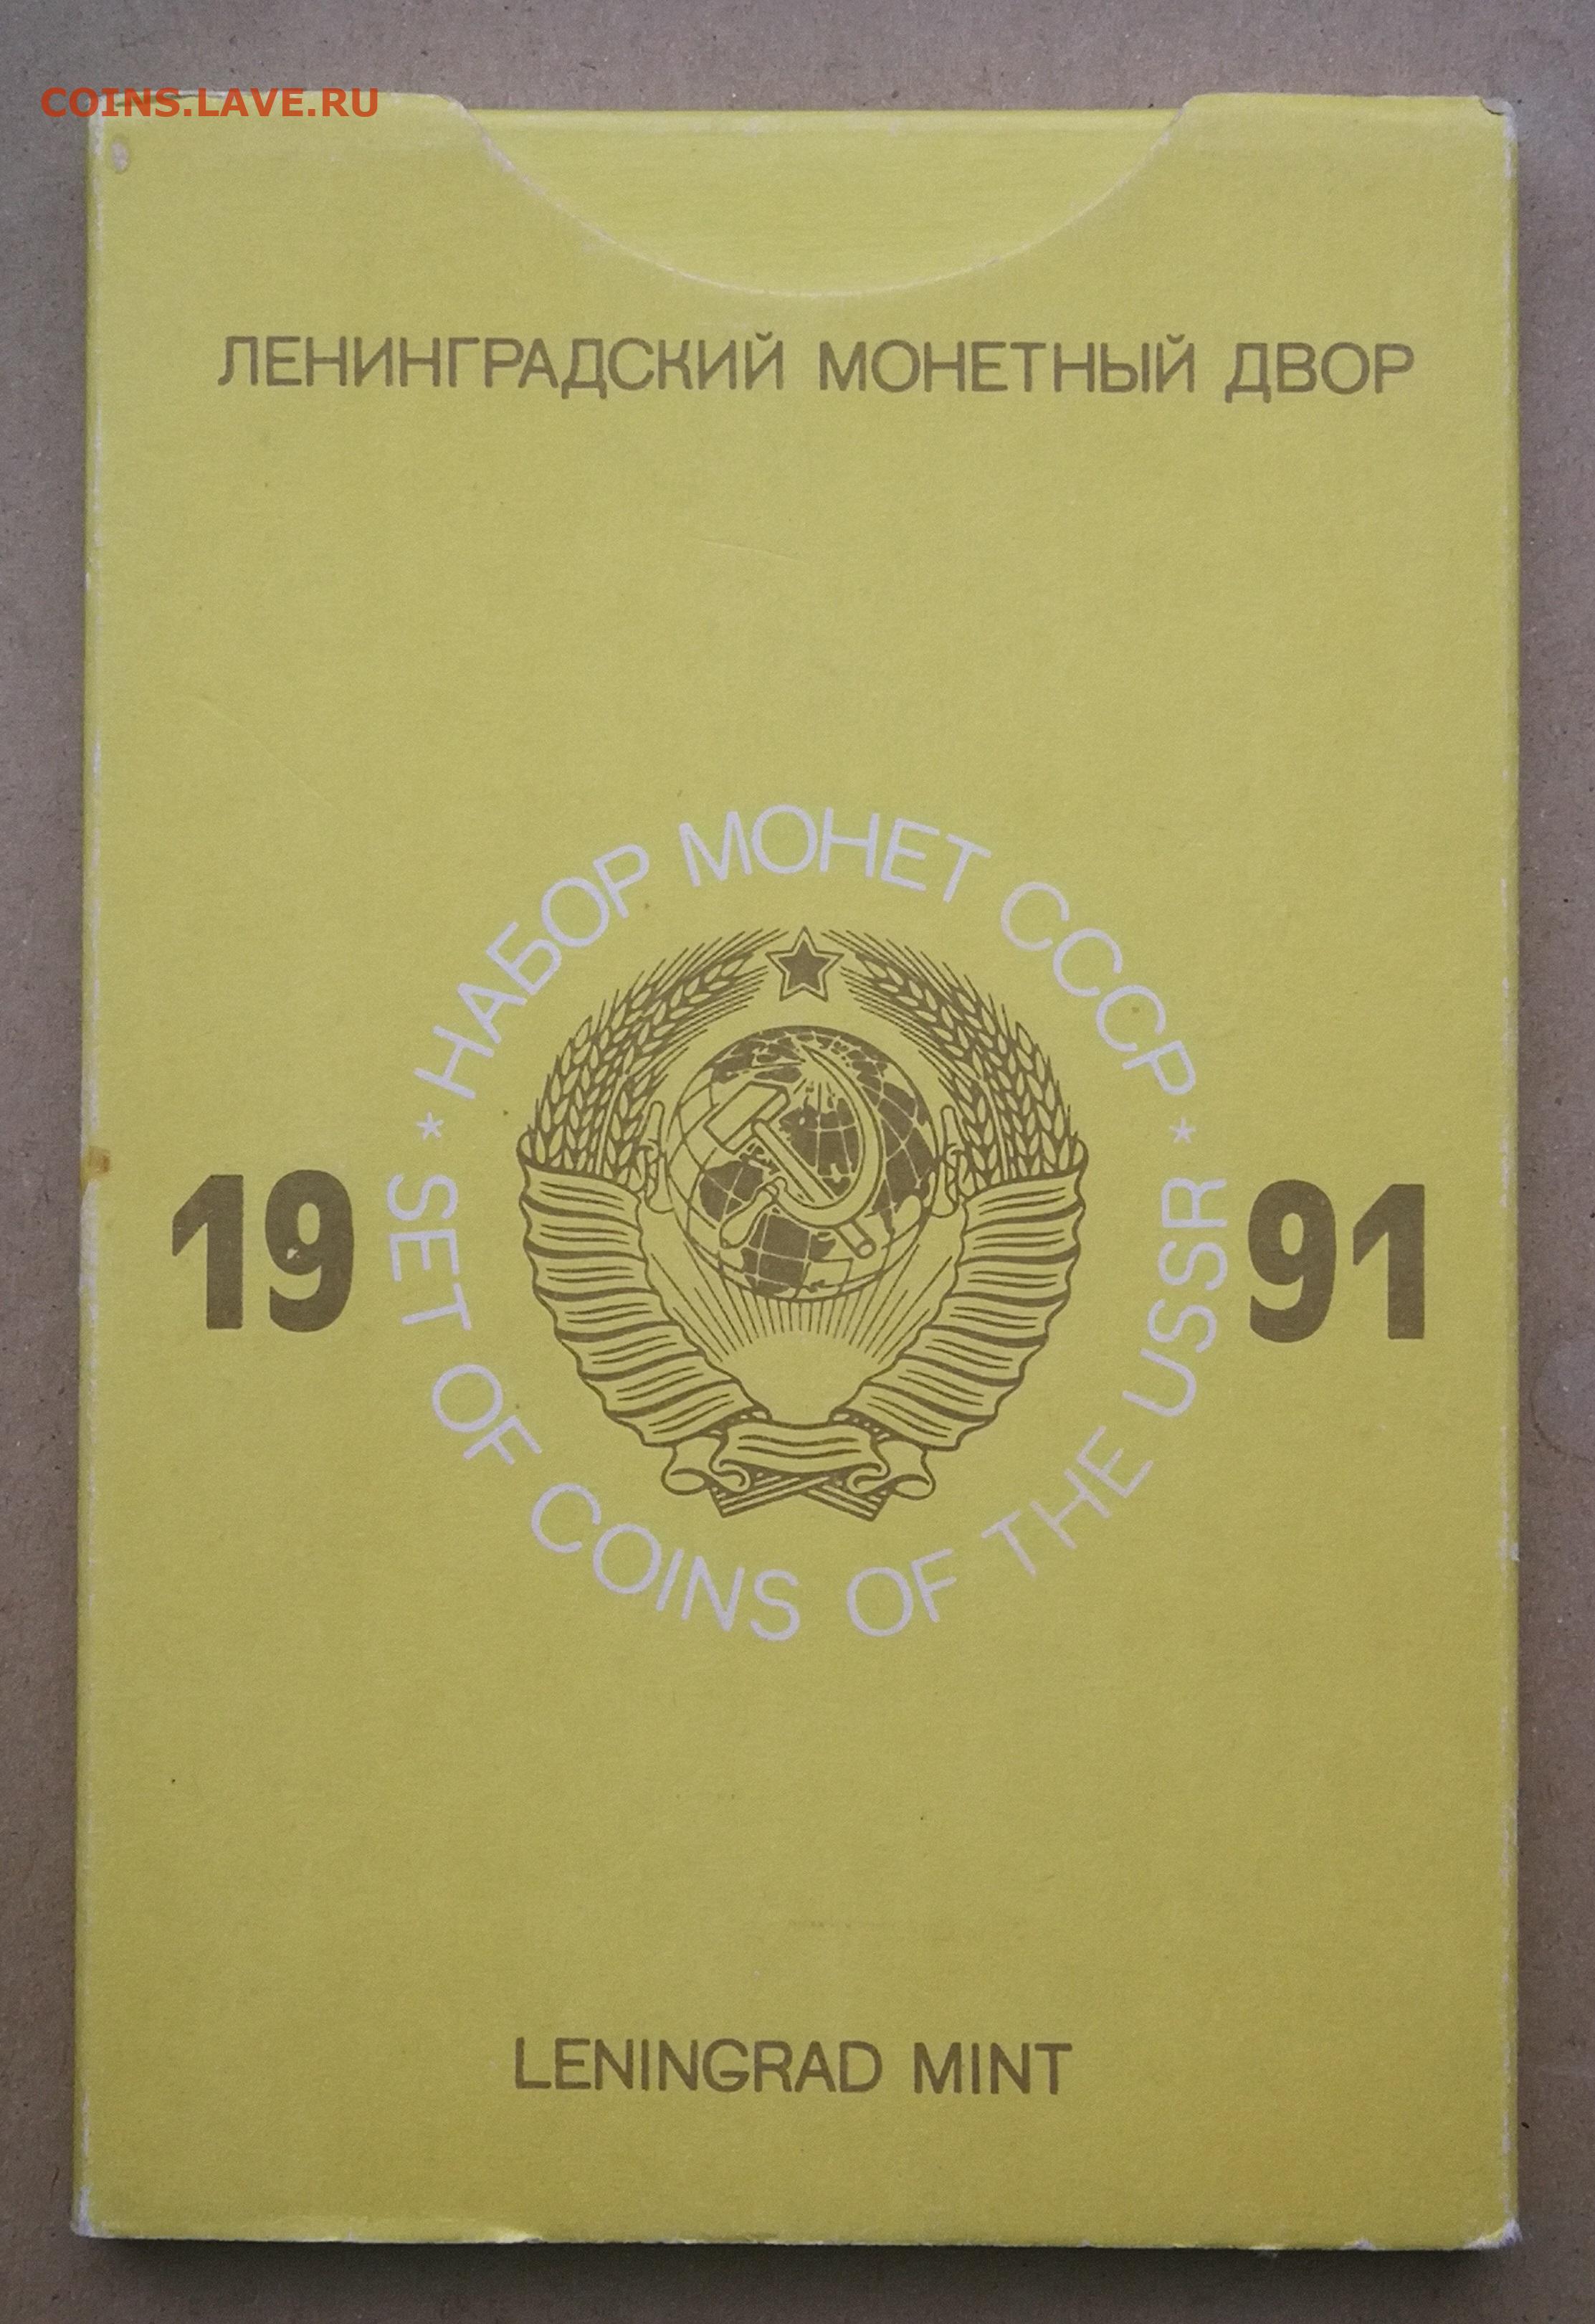 COINS.LAVE.RU
ЛЕНИНГРАДСКИЙ МОНЕТНЫЙ ДВОР
* НАБОР МОНЕТ СССР *
19 91
SET OF COINS OF THE USSR
LENINGRAD MINT